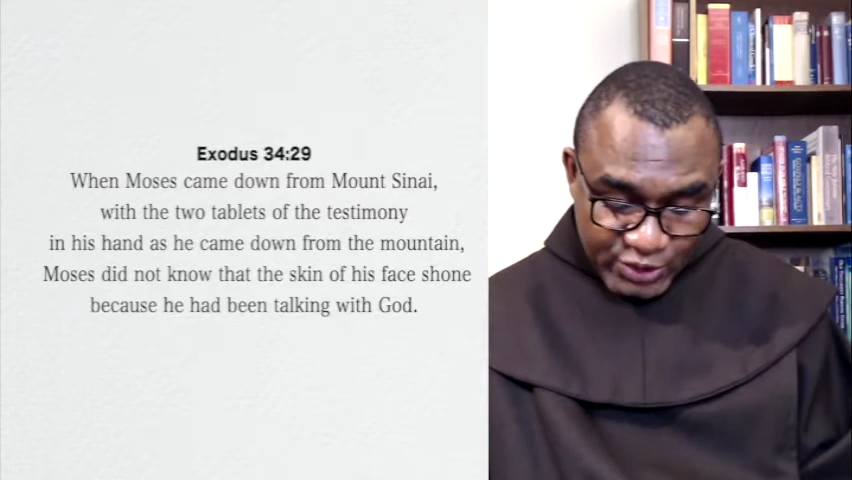 Exodus 34:29
When Moses came down from Mount Sinai,
with the two tablets of the testimony
in his hand as he came down from the mountain,
Moses did not know that the skin of his face shone
because he had been talking with God.